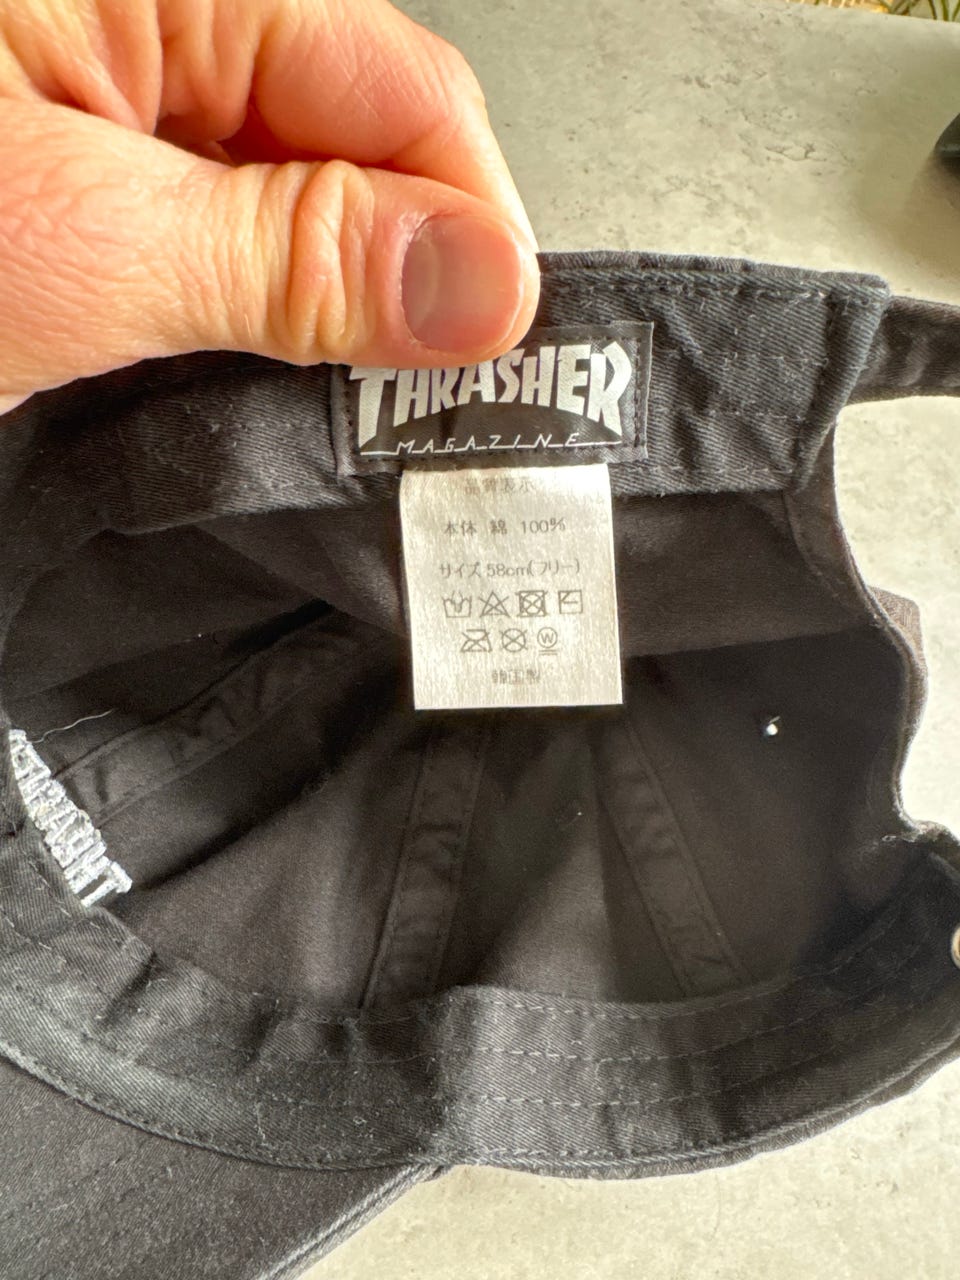 THRASHER
MAGAZINE
品質表示
本体 綿 100%
サイズ 58cm(フリー)
W
韓国製